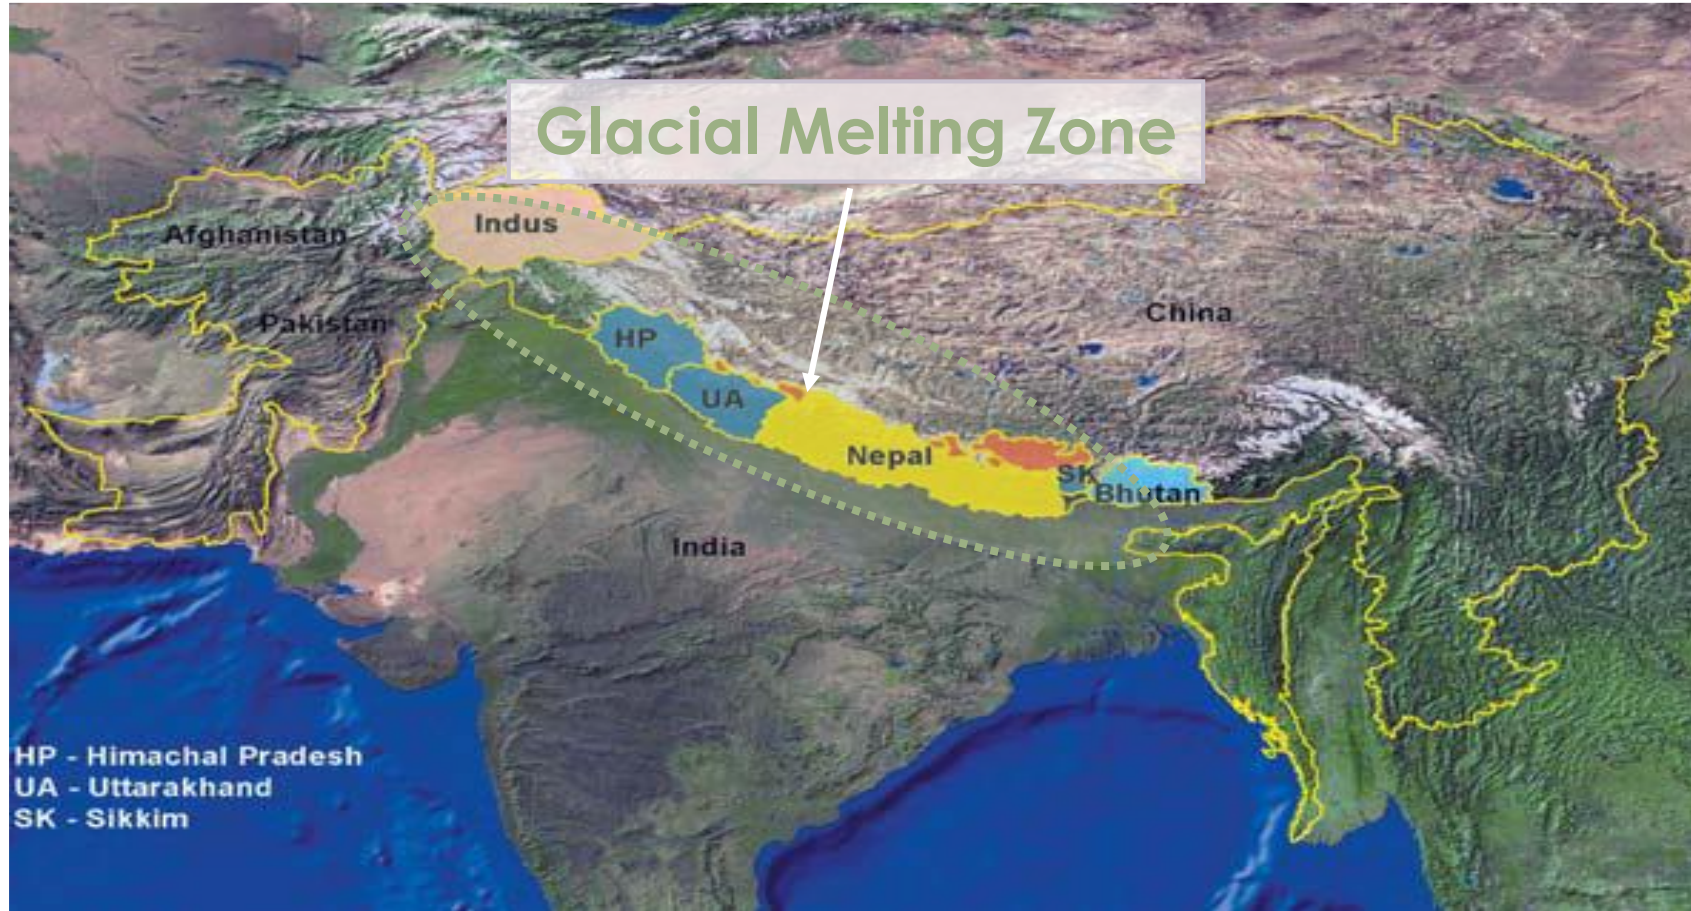 Glacial Melting Zone
Indus
Afghanistan
China
Pakistan
HP
UA
Nepal
SK
Bhutan
India
HP - Himachal Pradesh
UA - Uttarakhand
SK - Sikkim